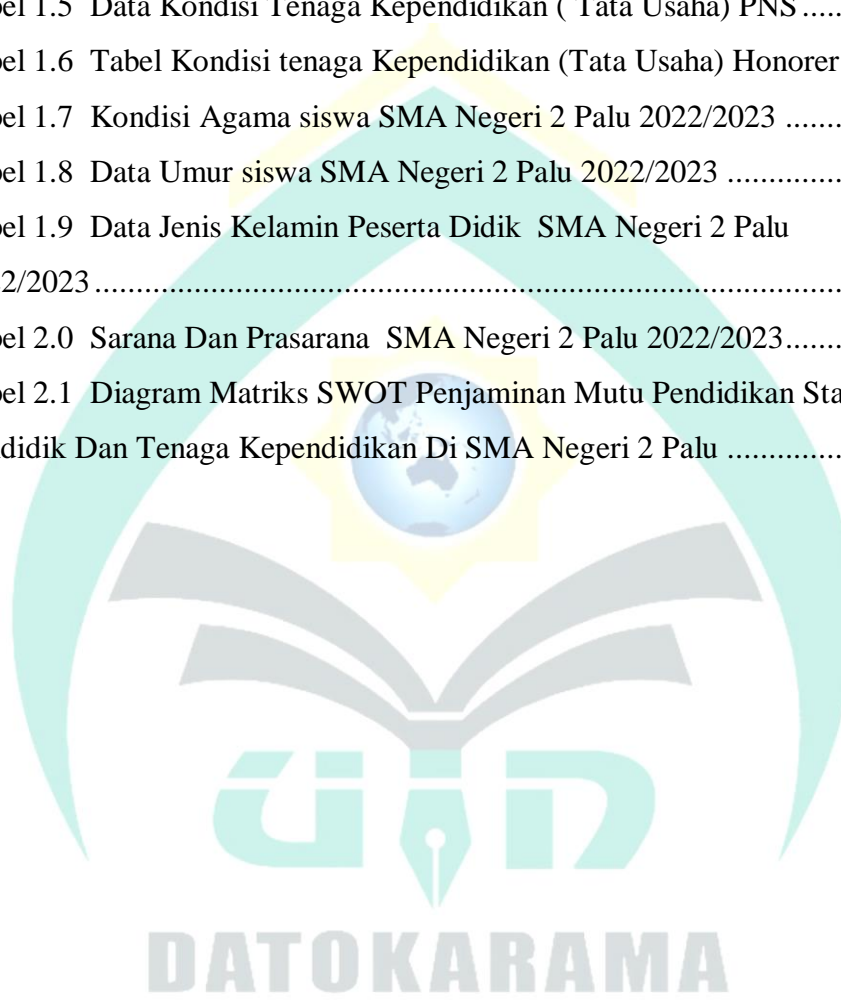 bel 1.5 Data Kondisi Tenaga Kependidikan ( Tata Usaha) PNS .....
bel 1.6 Tabel Kondisi tenaga Kependidikan (Tata Usaha) Honorer
bel 1.7 Kondisi Agama siswa SMA Negeri 2 Palu 2022/2023 .......
bel 1.8 Data Umur siswa SMA Negeri 2 Palu 2022/2023 ..............
bel 1.9 Data Jenis Kelamin Peserta Didik SMA Negeri 2 Palu
2/2023...........................................................................................
bel 2.0 Sarana Dan Prasarana SMA Negeri 2 Palu 2022/2023.......
bel 2.1 Diagram Matriks SWOT Penjaminan Mutu Pendidikan Sta
didik Dan Tenaga Kependidikan Di SMA Negeri 2 Palu ..............
uin
DATOKARAMA